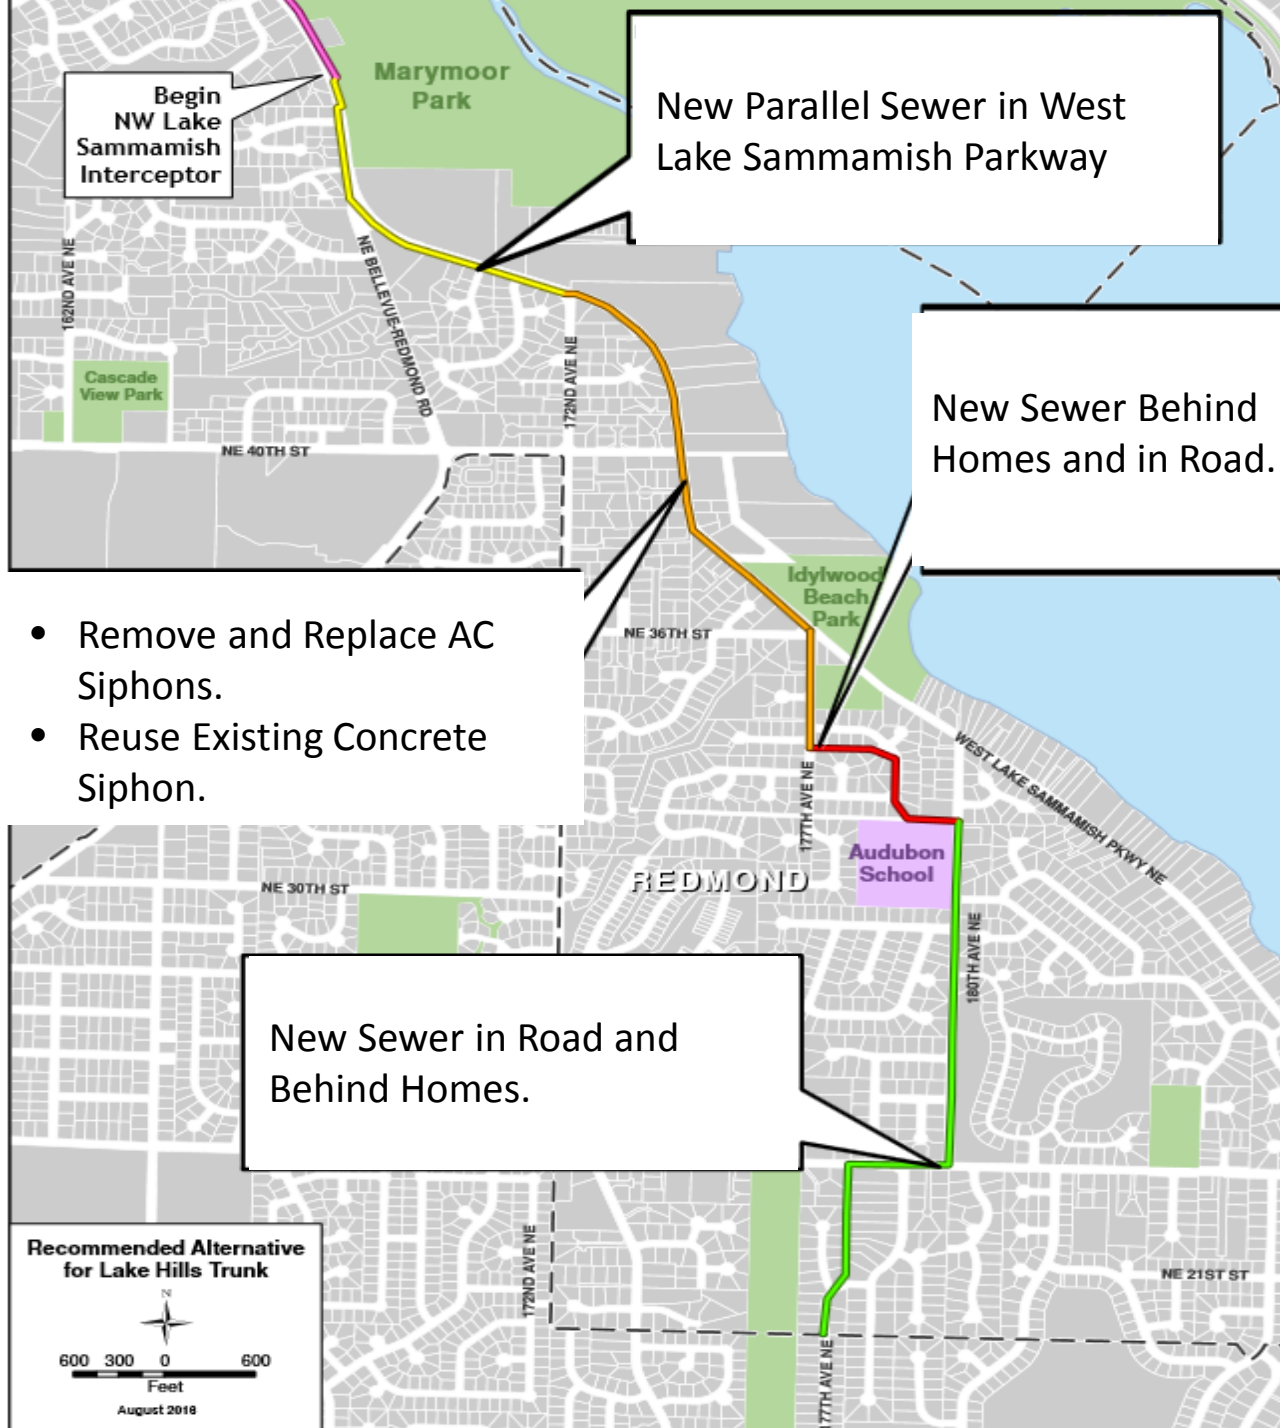 Marymoor
Park
Begin
NW Lake
Sammamish
Interceptor
New Parallel Sewer in West
Lake Sammamish Parkway
162ND AVE NE
NE BELLEVUE-REDMOND RD
172ND AVE NE
Cascade
View Park
NE 40TH ST
New Sewer Behind
Homes and in Road.
Idylwood
Beach
Park
• Remove and Replace AC
Siphons.
• Reuse Existing Concrete
Siphon.
NE 36TH ST
WEST LAKE SAMMAMISH PKWY NE
177TH AVE NE
Audubon
School
REDMOND
NE 30TH ST
180TH AVE NE
New Sewer in Road and
Behind Homes.
172ND AVE NE
NE 21ST ST
177TH AVE NE
Recommended Alternative
for Lake Hills Trunk
N
600 300 0 600
Feet
August 2016